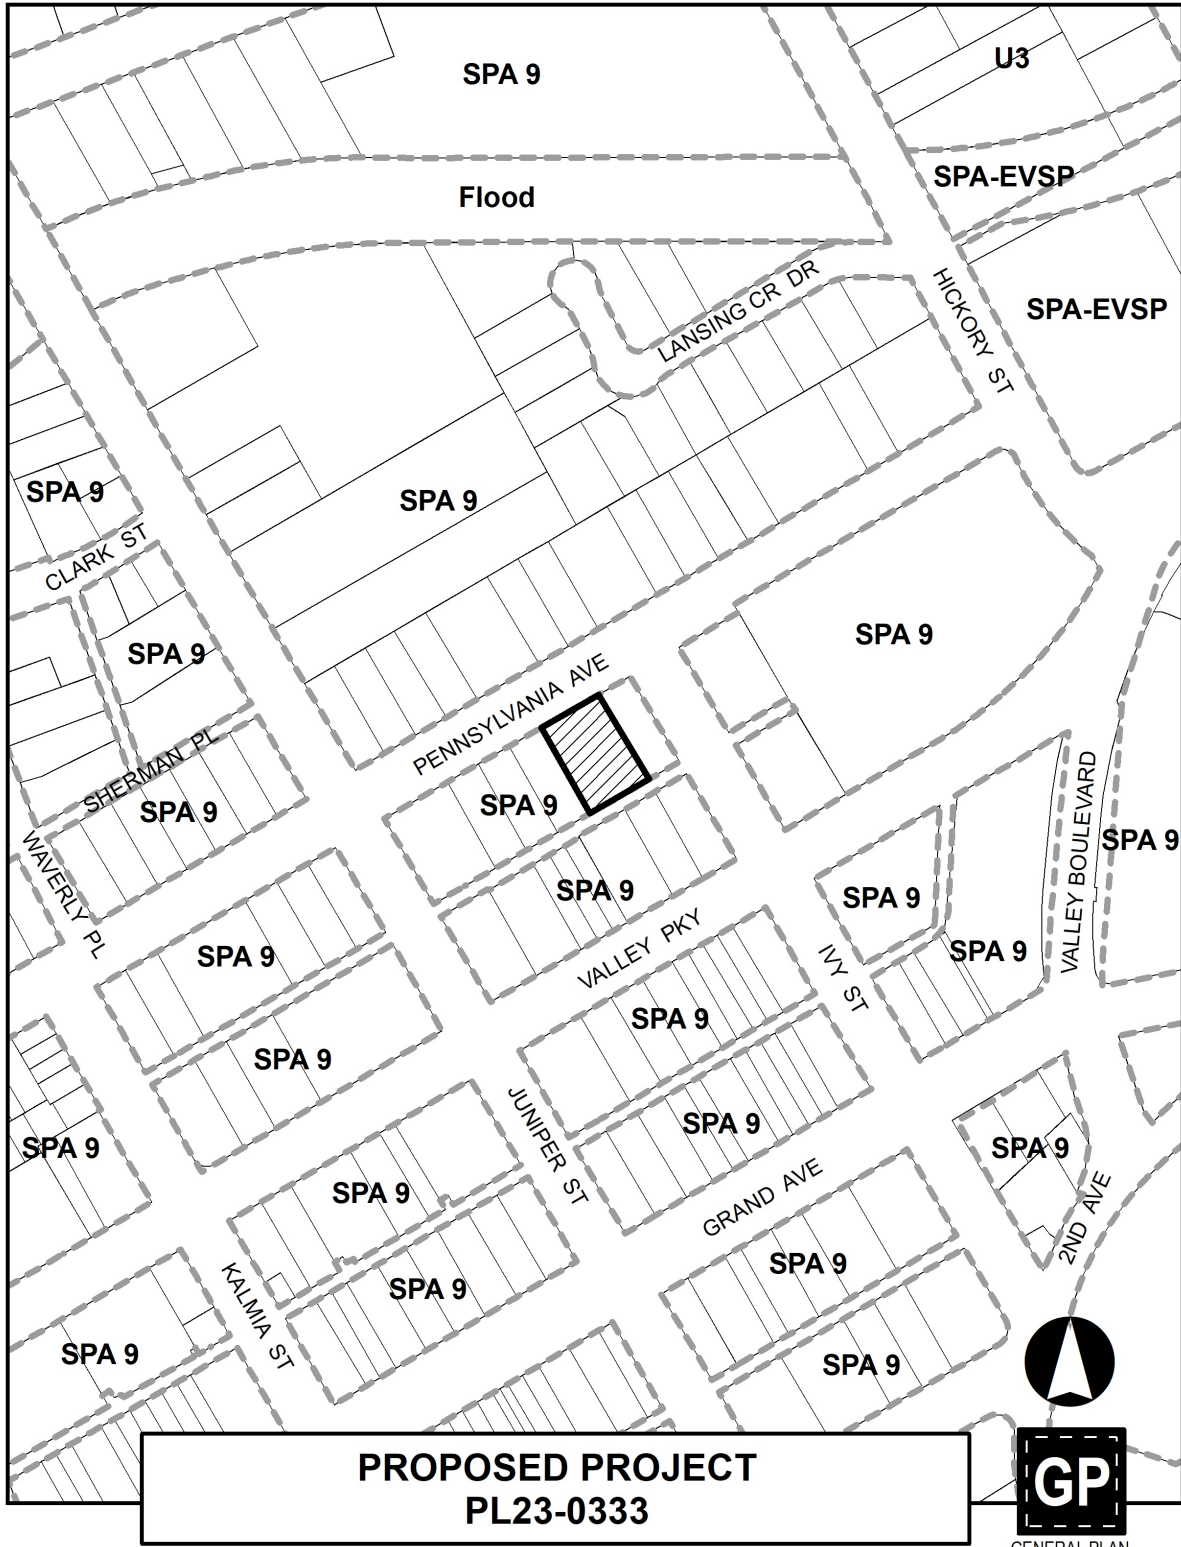 SPA 9
U3
SPA-EVSP
Flood
LANSING CR DR
HICKORY ST
SPA-EVSP
SPA 9
SPA 9
CLARK ST
SPA 9
SPA 9
PENNSYLVANIA AVE
SHERMAN PL
SPA 9
SPA 9
VALLEY BOULEVARD
SPA 9
WAVERLY PL
SPA 9
SPA 9
SPA 9
VALLEY PKY
SPA 9
IVY ST
SPA 9
SPA 9
JUNIPER ST
SPA 9
SPA 9
SPA 9
SPA 9
GRAND AVE
2ND AVE
SPA 9
SPA 9
KALMIA ST
SPA 9
SPA 9
PROPOSED PROJECT
PL23-0333
GP
GENERAL PLAN